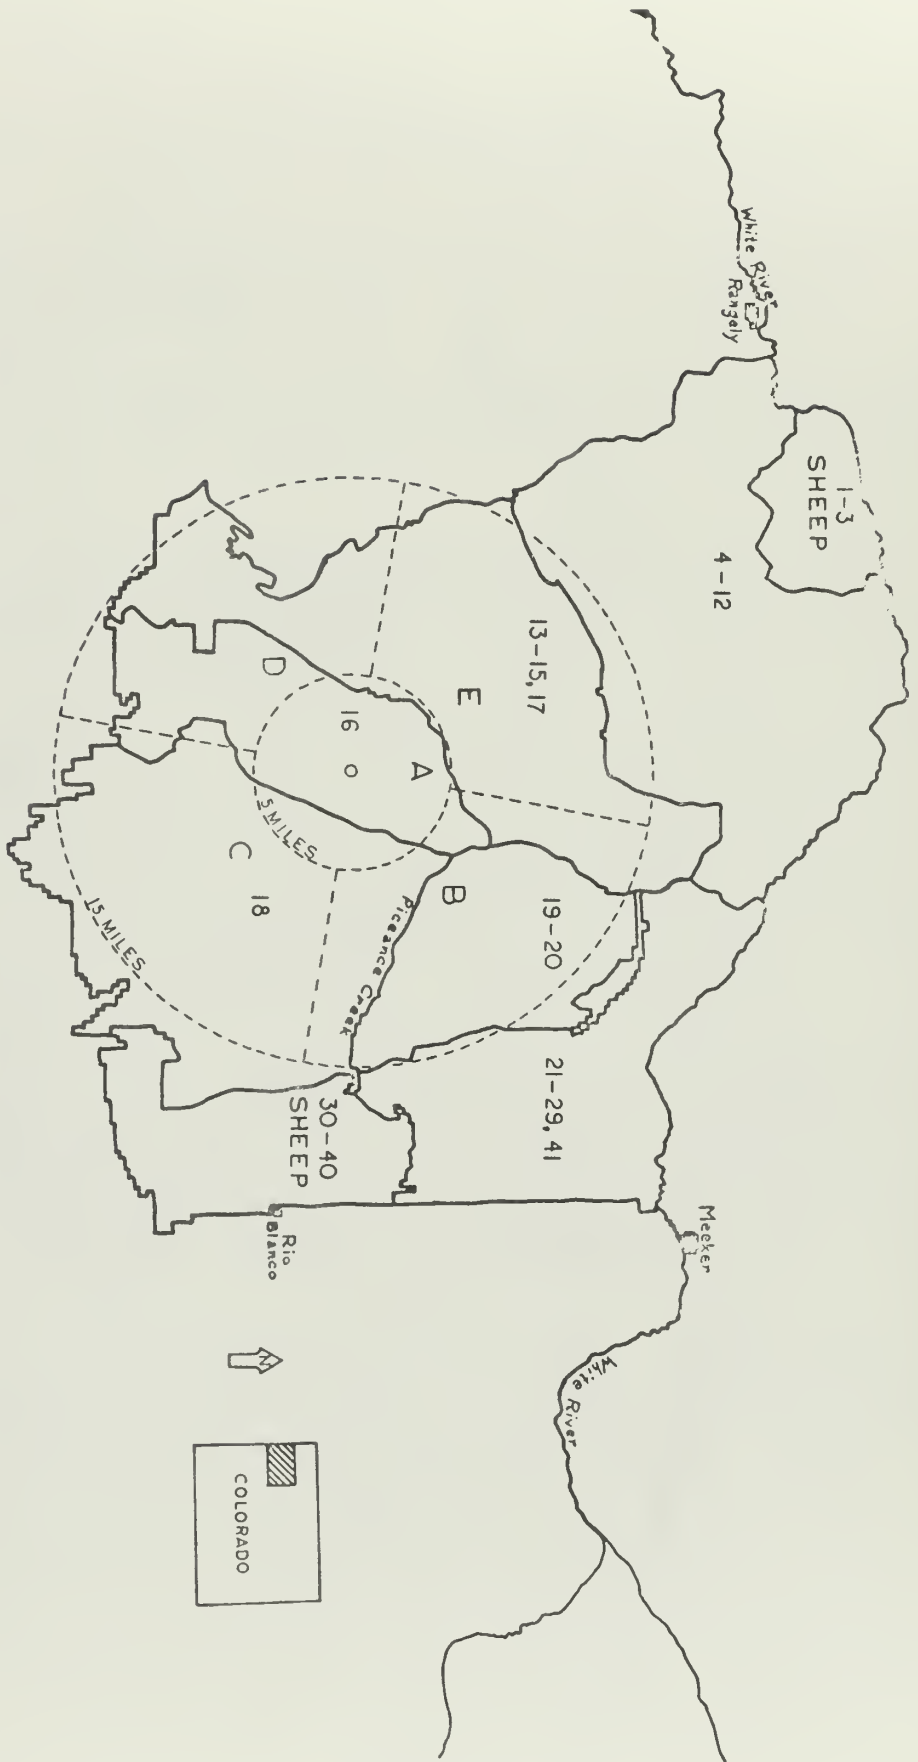 White River
Rangely
1-3
SHEEP
4-12
13-15, 17
E
D
16
A
5 MILES
C
18
15 MILES
B
Piceance Creek
19-20
21-29, 41
30-40
SHEEP
Rio
Blanco
Meeker
White River
N
COLORADO